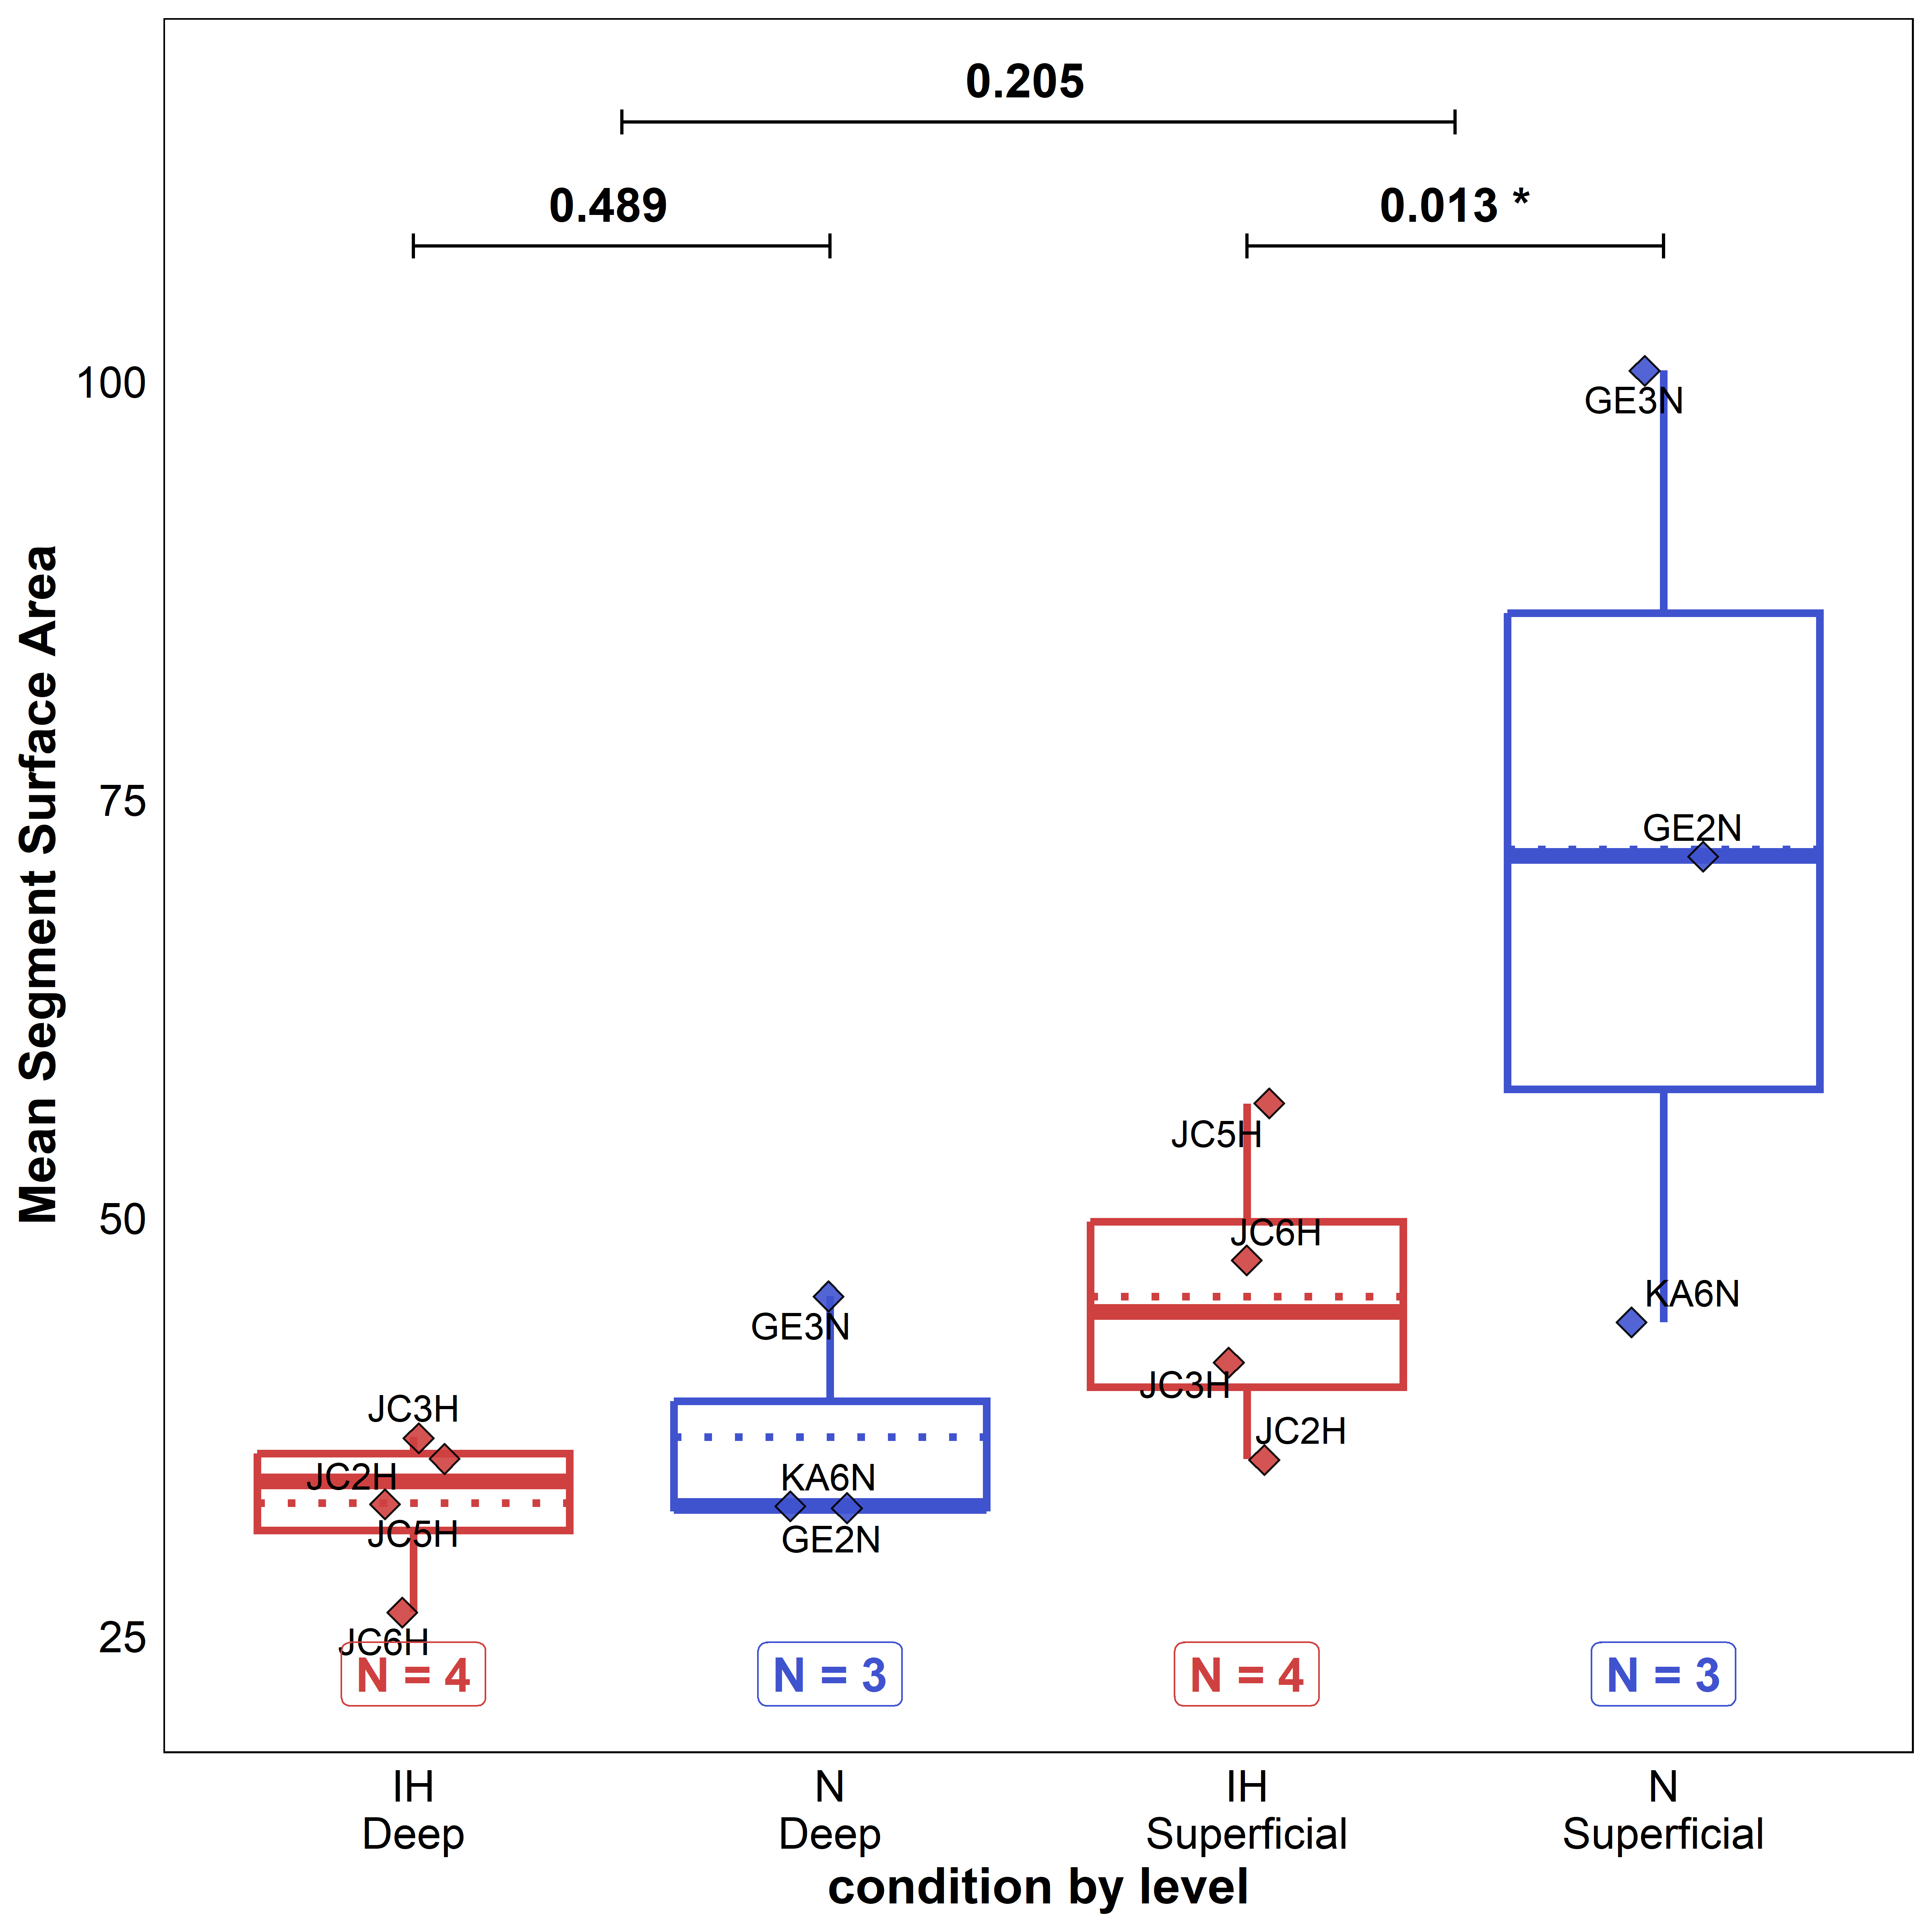 0.205
0.489
0.013 *
100
75
50
25
Mean Segment Surface Area
GE3N
GE2N
KA6N
JC5H
JC6H
JC3H
JC2H
GE3N
KA6N
GE2N
JC3H
JC2H
JC5H
JC6H
N = 4
N = 3
N = 4
N = 3
IH
Deep
N
Deep
IH
Superficial
N
Superficial
condition by level